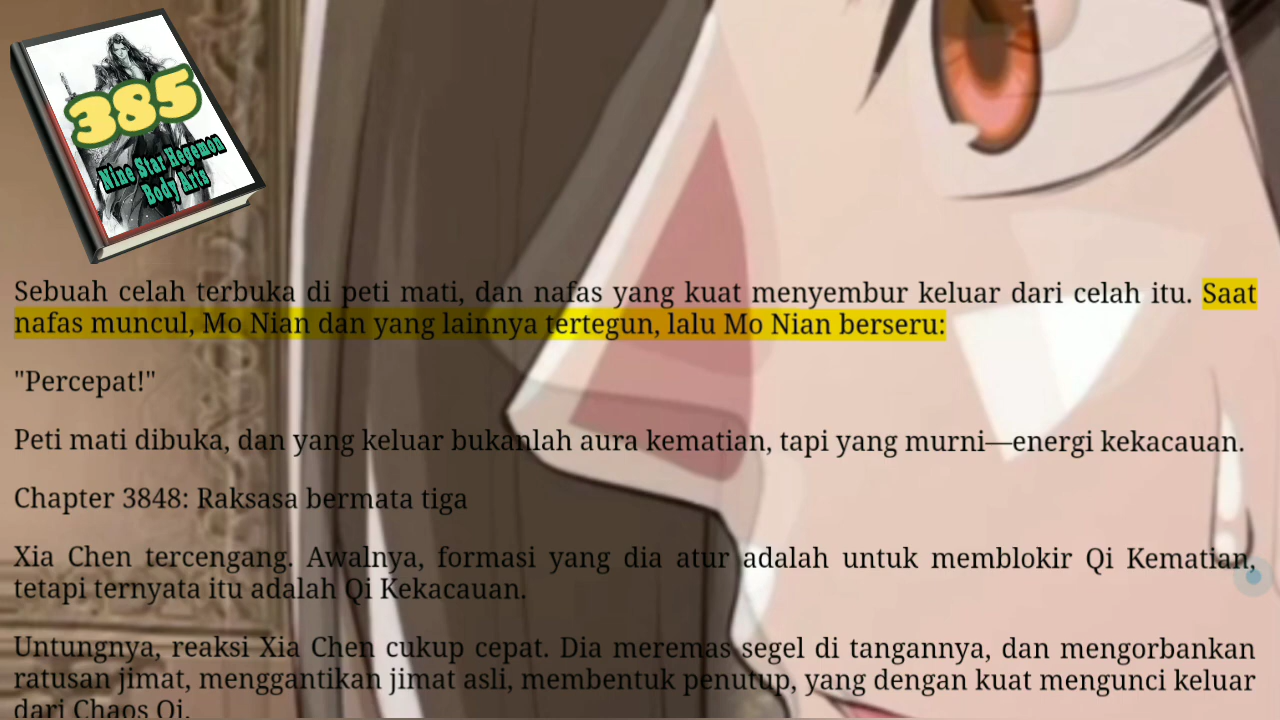 385
Nine Star Hegemon
Body Arts
Sebuah celah terbuka di peti mati, dan nafas yang kuat menyembur keluar dari celah itu. Saat
nafas muncul, Mo Nian dan yang lainnya tertegun, lalu Mo Nian berseru:
"Percepat!"
Peti mati dibuka, dan yang keluar bukanlah aura kematian, tapi yang murni—energi kekacauan.
Chapter 3848: Raksasa bermata tiga
Xia Chen tercengang. Awalnya, formasi yang dia atur adalah untuk memblokir Qi Kematian,
tetapi ternyata itu adalah Qi Kekacauan.
Untungnya, reaksi Xia Chen cukup cepat. Dia meremas segel di tangannya, dan mengorbankan
ratusan jimat, menggantikan jimat asli, membentuk penutup, yang dengan kuat mengunci keluar
dari Chaos Qi.